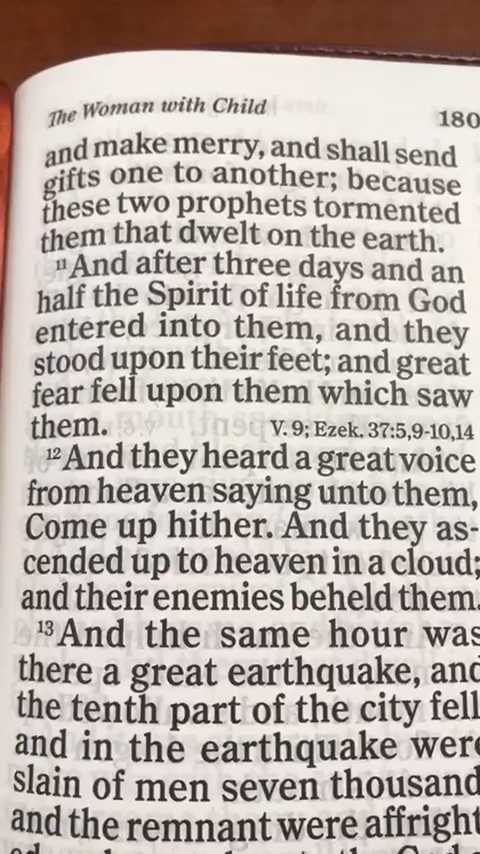 The Woman with Child 180
and make merry, and shall send
gifts one to another; because
these two prophets tormented
them that dwelt on the earth.
11 And after three days and an
half the Spirit of life from God
entered into them, and they
stood upon their feet; and great
fear fell upon them which saw
them. V. 9; Ezek. 37:5,9-10,14
12 And they heard a great voice
from heaven saying unto them,
Come up hither. And they as-
cended up to heaven in a cloud;
and their enemies beheld them.
13 And the same hour was
there a great earthquake, and
the tenth part of the city fell
and in the earthquake were
slain of men seven thousand
and the remnant were affright